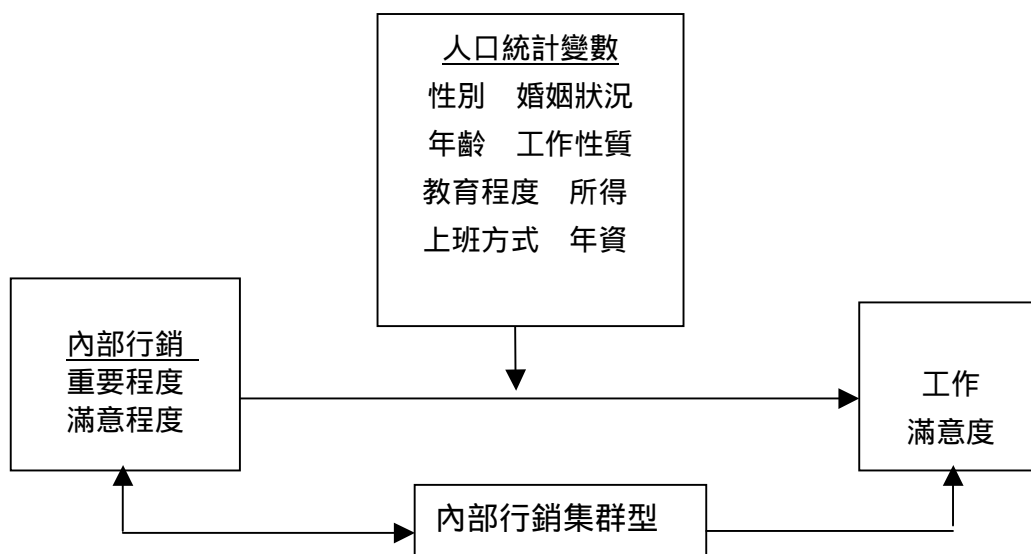 人口統計變數
性別 婚姻狀況
年齡 工作性質
教育程度 所得
上班方式 年資
內部行銷
重要程度
滿意程度
工作
滿意度
內部行銷集群型